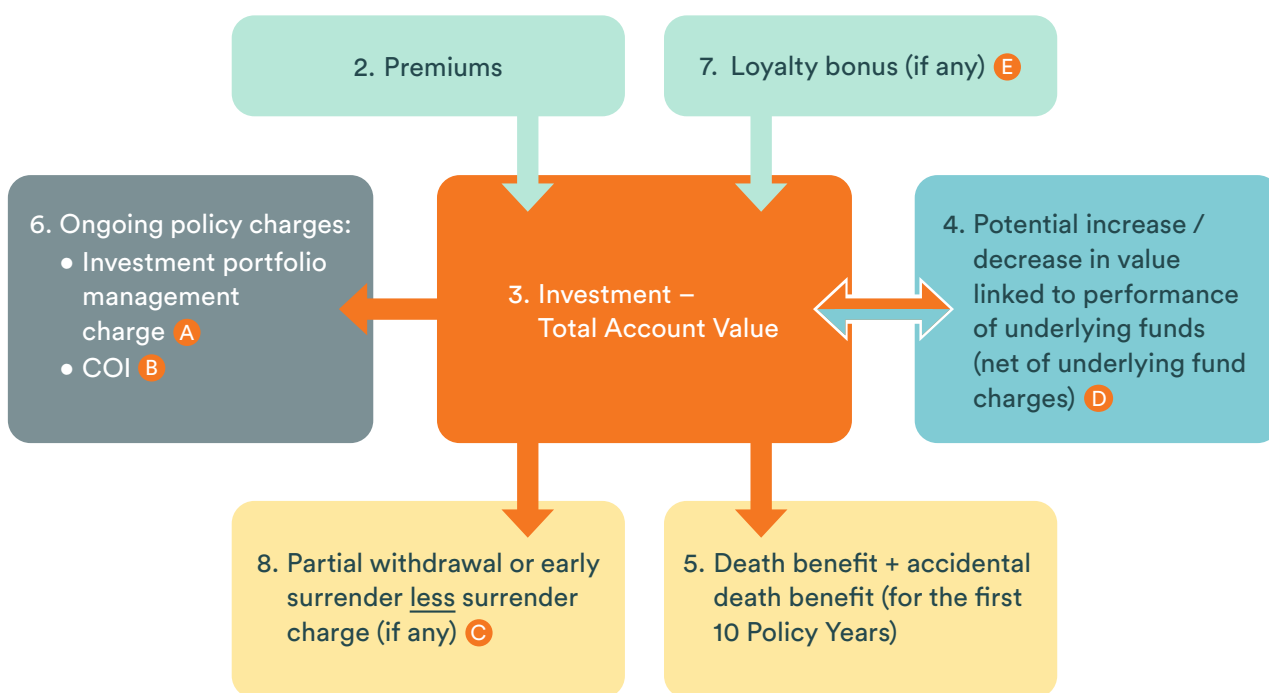 2. Premiums
7. Loyalty bonus (if any) E
6. Ongoing policy charges:
● Investment portfolio
management
charge A
● COI B
3. Investment –
Total Account Value
4. Potential increase /
decrease in value
linked to performance
of underlying funds
(net of underlying fund
charges) D
8. Partial withdrawal or early
surrender less surrender
charge (if any) C
5. Death benefit + accidental
death benefit (for the first
10 Policy Years)